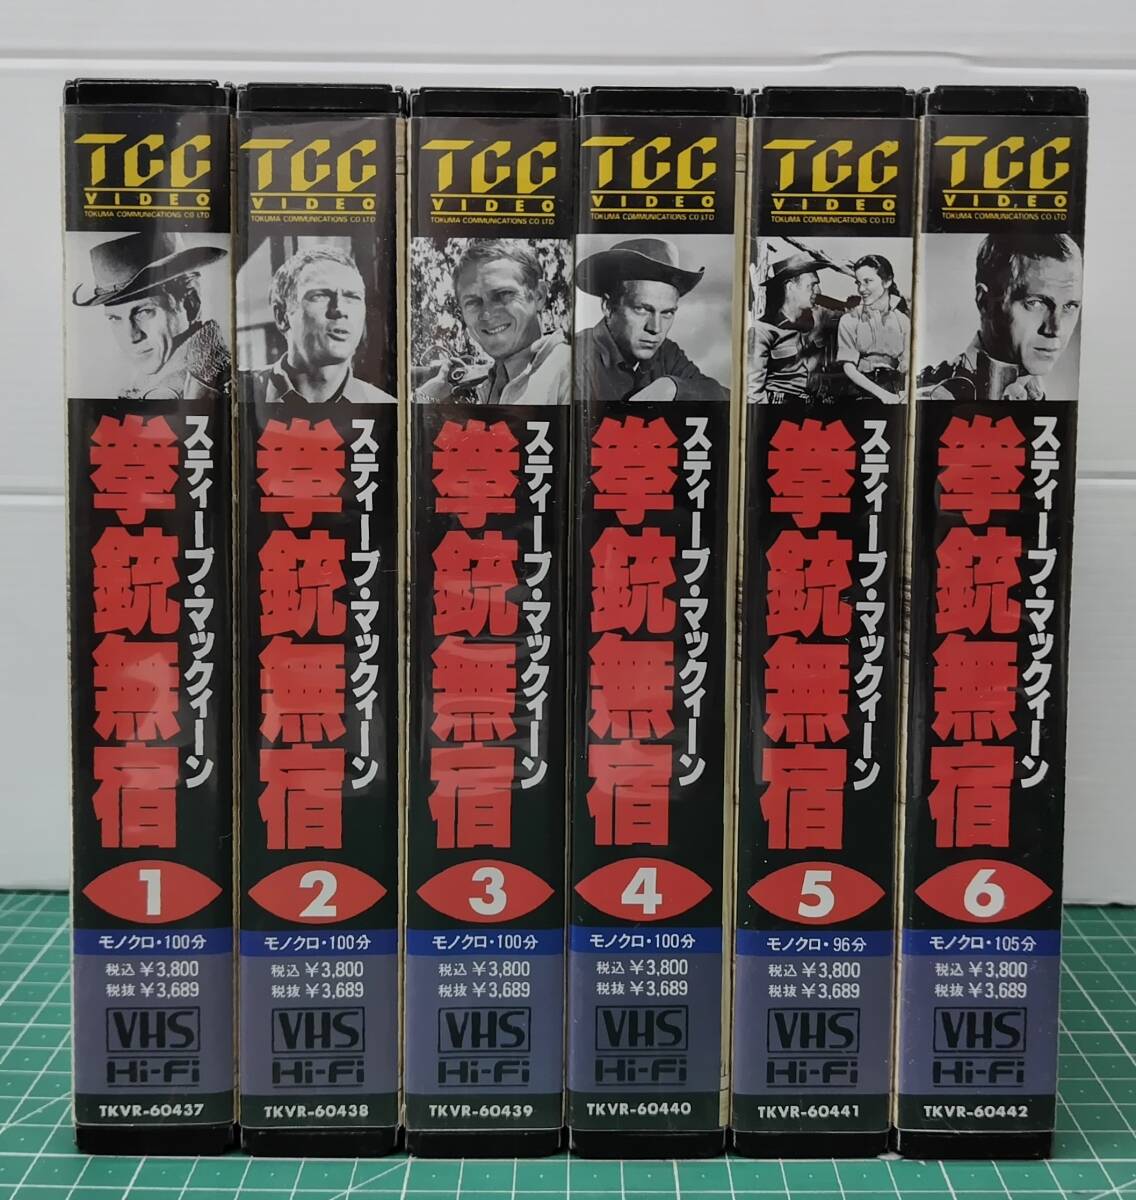 TCC
VIDEO
TOKUMA COMMUNICATIONS CO LTD
スティーブ・マックィーン
拳銃無宿
1
モノクロ・100分
税込 ¥3,800
税抜 ¥3,689
VHS
Hi-Fi
TKVR-60437
TCC
VIDEO
TOKUMA COMMUNICATIONS CO LTD
スティーブ・マックィーン
拳銃無宿
2
モノクロ・100分
税込 ¥3,800
税抜 ¥3,689
VHS
Hi-Fi
TKVR-60438
TCC
VIDEO
TOKUMA COMMUNICATIONS CO LTD
スティーブ・マックィーン
拳銃無宿
3
モノクロ・100分
税込 ¥3,800
税抜 ¥3,689
VHS
Hi-Fi
TKVR-60439
TCC
VIDEO
TOKUMA COMMUNICATIONS CO LTD
スティーブ・マックィーン
拳銃無宿
4
モノクロ・100分
税込 ¥3,800
税抜 ¥3,689
VHS
Hi-Fi
TKVR-60440
TCC
VIDEO
TOKUMA COMMUNICATIONS CO LTD
スティーブ・マックィーン
拳銃無宿
5
モノクロ・96分
税込 ¥3,800
税抜 ¥3,689
VHS
Hi-Fi
TKVR-60441
TCC
VIDEO
TOKUMA COMMUNICATIONS CO LTD
スティーブ・マックィーン
拳銃無宿
6
モノクロ・105分
税込 ¥3,800
税抜 ¥3,689
VHS
Hi-Fi
TKVR-60442